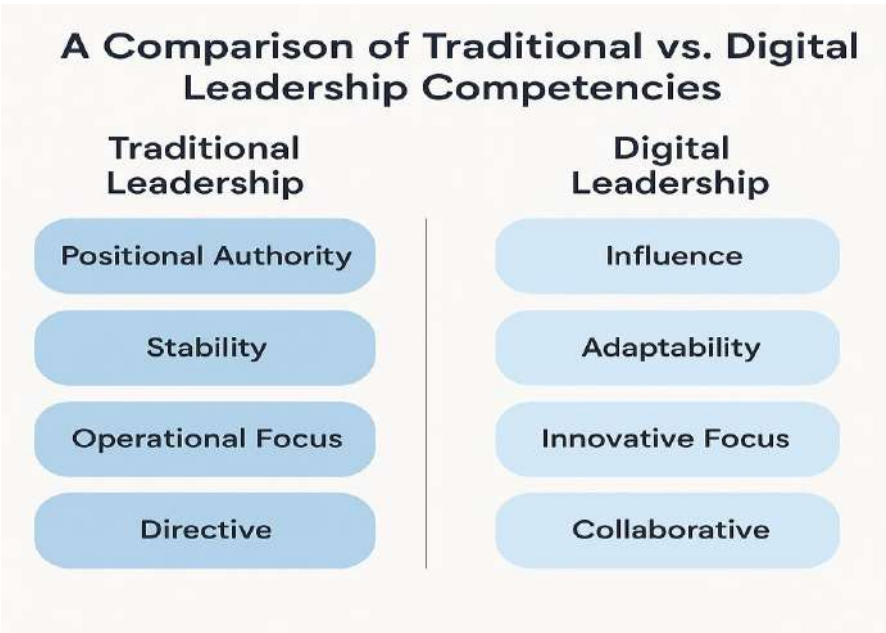 A Comparison of Traditional vs. Digital
Leadership Competencies
Traditional
Leadership
Positional Authority
Stability
Operational Focus
Directive
Digital
Leadership
Influence
Adaptability
Innovative Focus
Collaborative